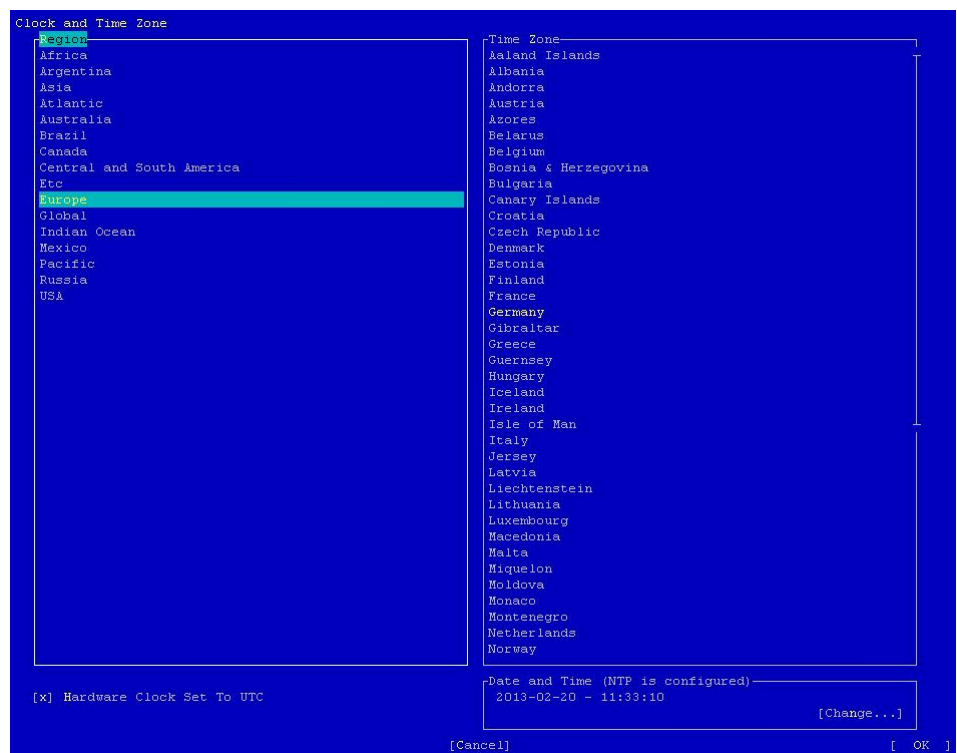 Clock and Time Zone
Region
Africa
Argentina
Asia
Atlantic
Australia
Brazil
Canada
Central and South America
Etc
Europe
Global
Indian Ocean
Mexico
Pacific
Russia
USA
Time Zone
Aaland Islands
Albania
Andorra
Austria
Azores
Belarus
Belgium
Bosnia & Herzegovina
Bulgaria
Canary Islands
Croatia
Czech Republic
Denmark
Estonia
Finland
France
Germany
Gibraltar
Greece
Guernsey
Hungary
Iceland
Ireland
Isle of Man
Italy
Jersey
Latvia
Liechtenstein
Lithuania
Luxembourg
Macedonia
Malta
Miquelon
Moldova
Monaco
Montenegro
Netherlands
Norway
[x] Hardware Clock Set To UTC
Date and Time (NTP is configured)
2013-02-20 - 11:33:10
[Change...]
[Cancel]
[ OK ]